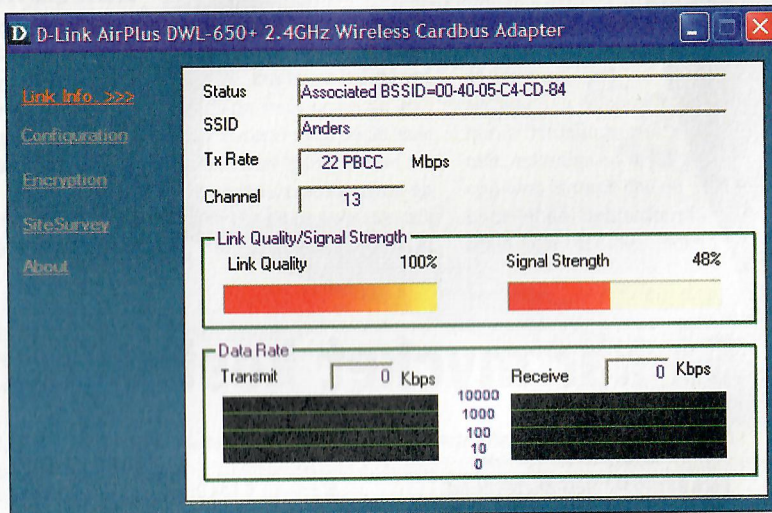 D D-Link AirPlus DWL-650+ 2.4GHz Wireless Cardbus Adapter
Link Info >>>
Configuration
Encryption
SiteSurvey
About
Status Associated BSSID=00-40-05-C4-CD-84
SSID Anders
Tx Rate 22 PBCC Mbps
Channel 13
Link Quality/Signal Strength
Link Quality 100% Signal Strength 48%
Data Rate
Transmit 0 Kbps Receive 0 Kbps
10000
1000
100
10
0